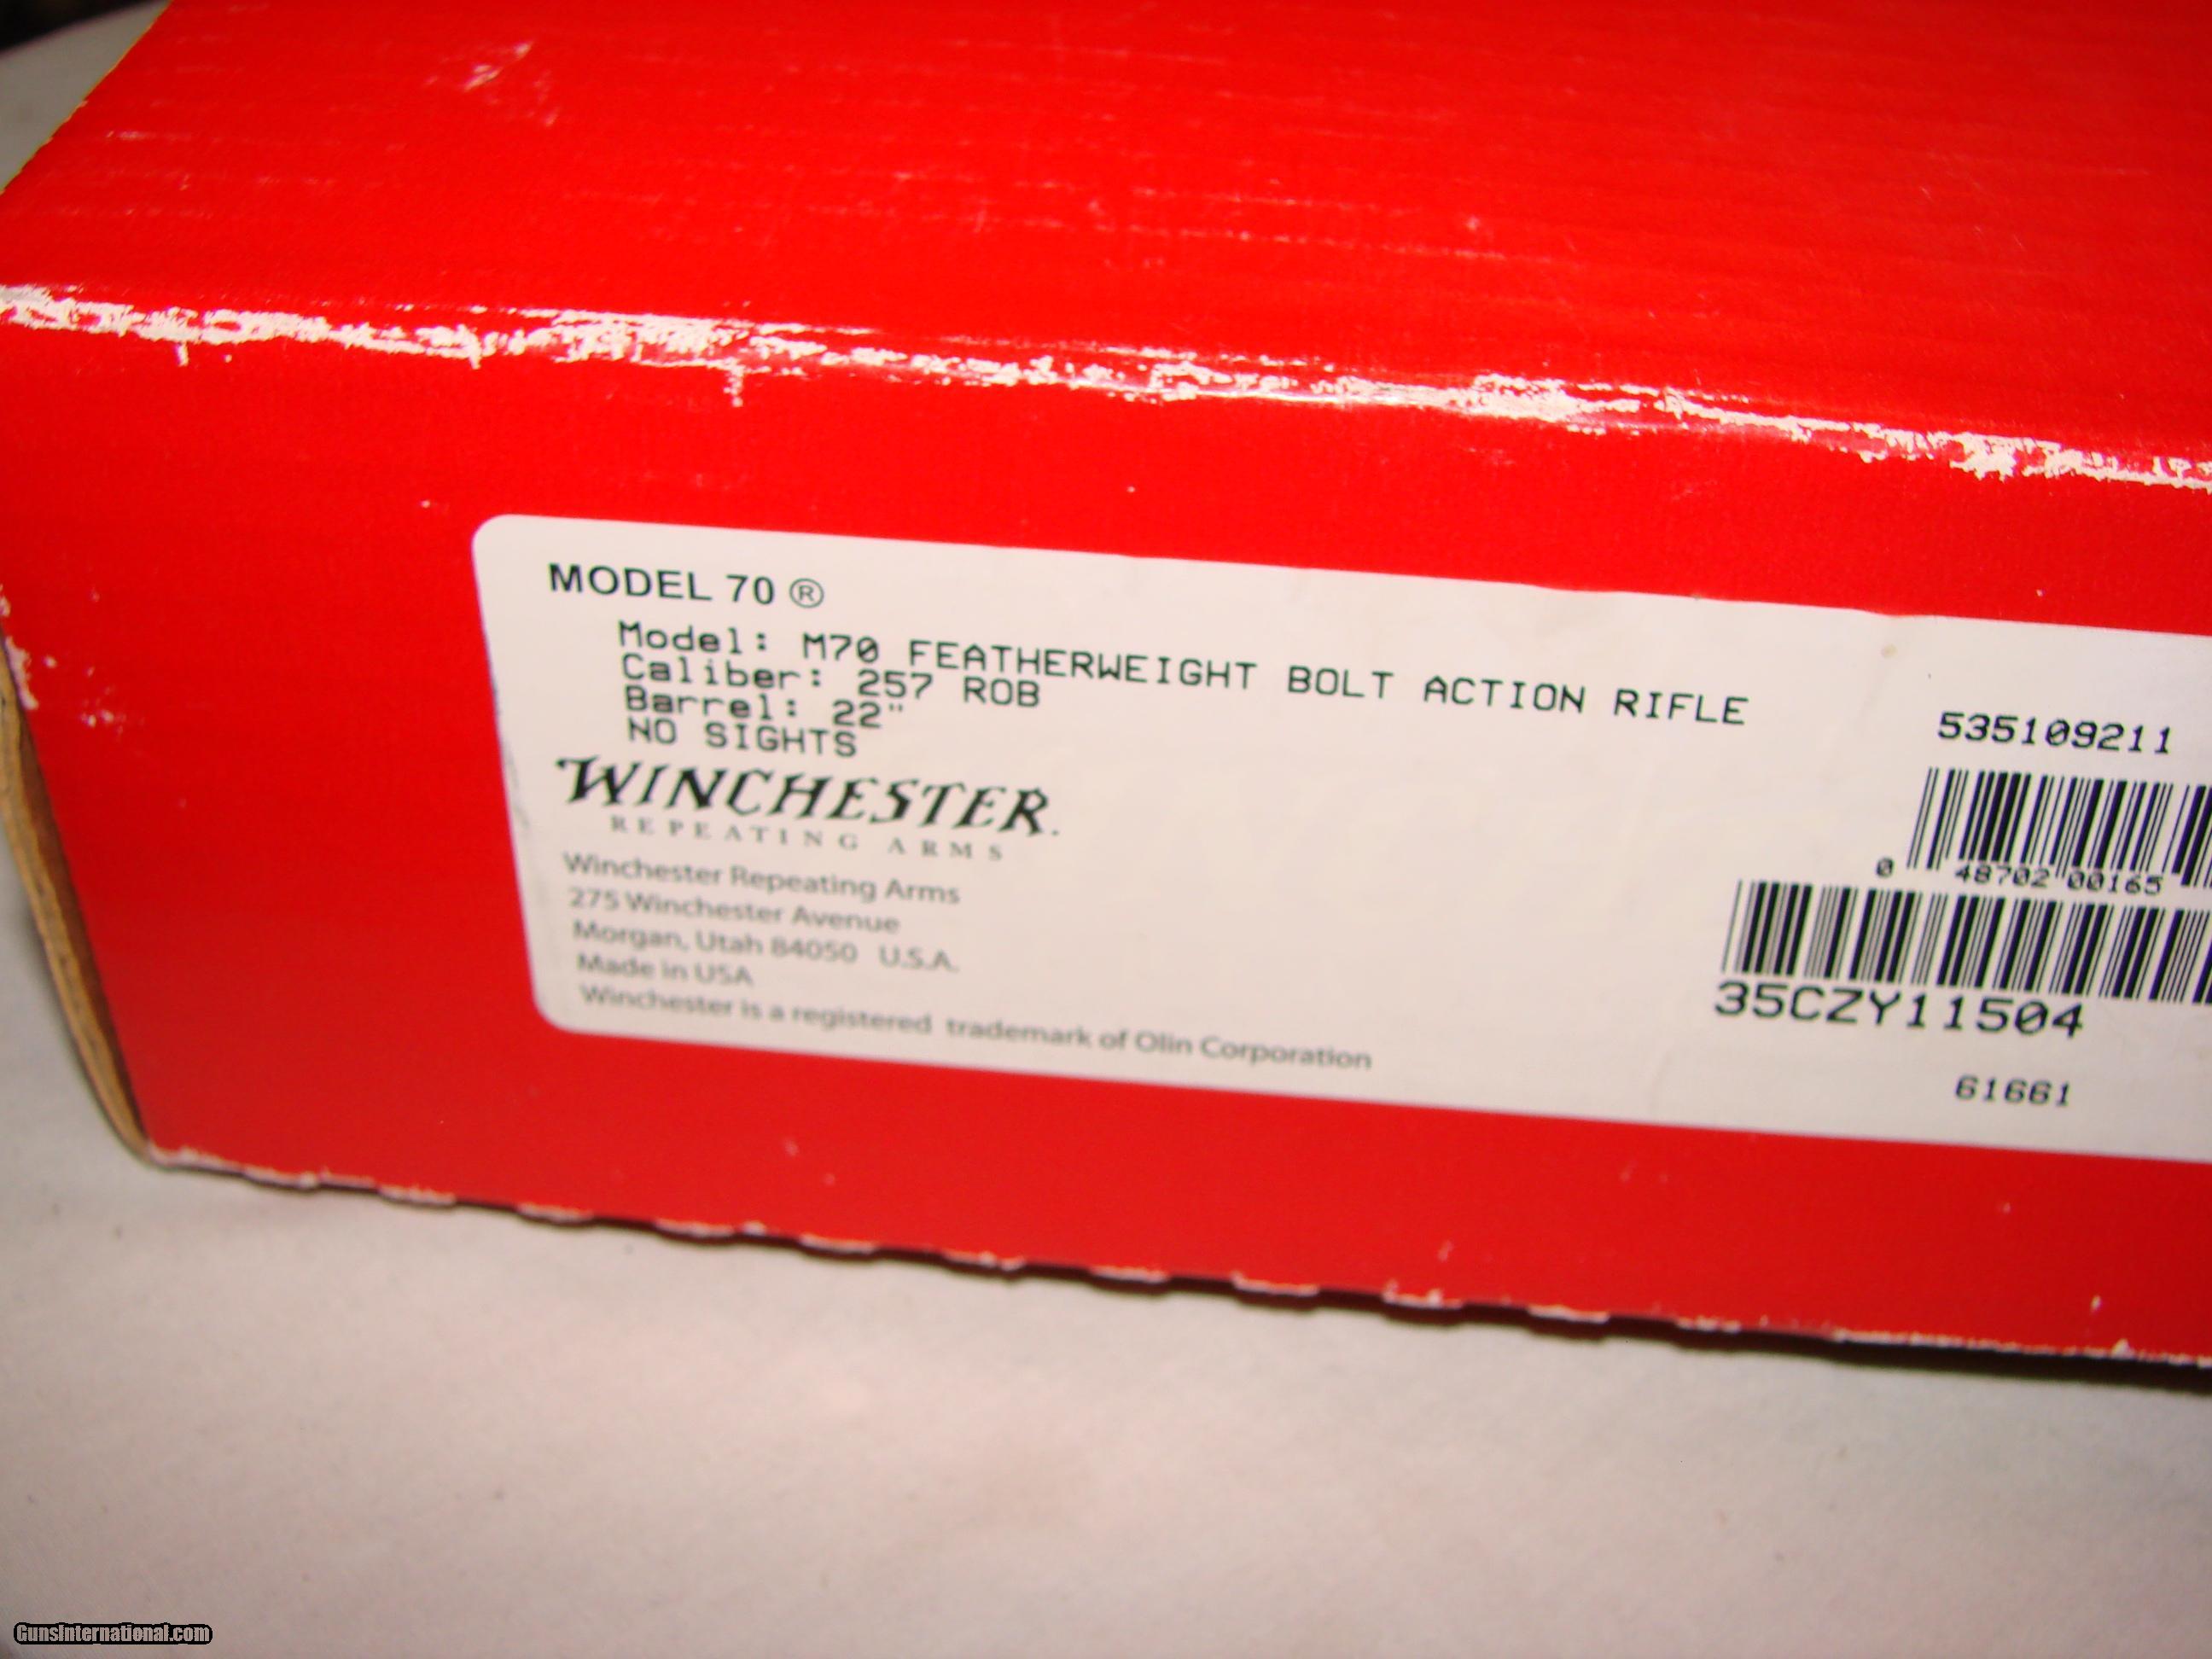 MODEL 70 ®
Model: M70 FEATHERWEIGHT BOLT ACTION RIFLE
Caliber: 257 ROB
Barrel: 22"
NO SIGHTS
WINCHESTER.
REPEATING ARMS
Winchester Repeating Arms
275 Winchester Avenue
Morgan, Utah 84050 U.S.A.
Made in USA
Winchester is a registered trademark of Olin Corporation
535109211
0 48702 00165
35CZY11504
61661
GunsInternational.com